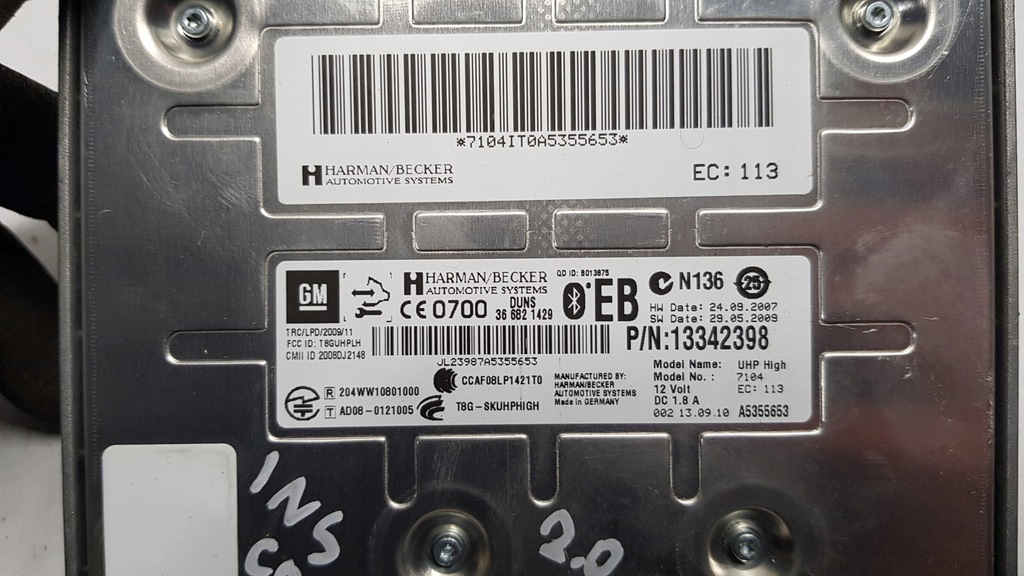 *7104IT0A5355653*
HARMAN/BECKER
AUTOMOTIVE SYSTEMS
EC: 113
GM
HARMAN/BECKER
AUTOMOTIVE SYSTEMS
QD ID: B013875
EB
N136
25
CE 0700
DUNS
36 682 1429
HW Date: 24.09.2007
SW Date: 29.05.2009
TRC/LPD/2009/11
FCC ID: T8GUHPLH
CMII ID 2008DJ2148
P/N:13342398
JL23987A5355653
Model Name: UHP High
Model No.: 7104
12 Volt EC: 113
DC 1.8 A
002 13.09.10 A5355653
CCAF08LP1421T0
MANUFACTURED BY:
HARMAN/BECKER
AUTOMOTIVE SYSTEMS
Made in GERMANY
R 204WW10801000
T AD08-0121005
T8G-SKUHPHIGH
INS
2.0